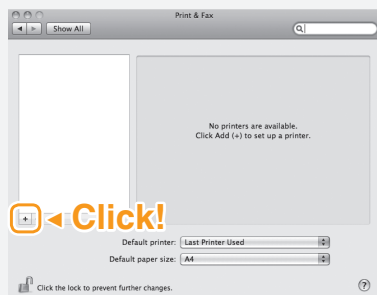 Print & Fax
Show All
No printers are available.
Click Add (+) to set up a printer.
+
Click!
Default printer: Last Printer Used
Default paper size: A4
Click the lock to prevent further changes.
?